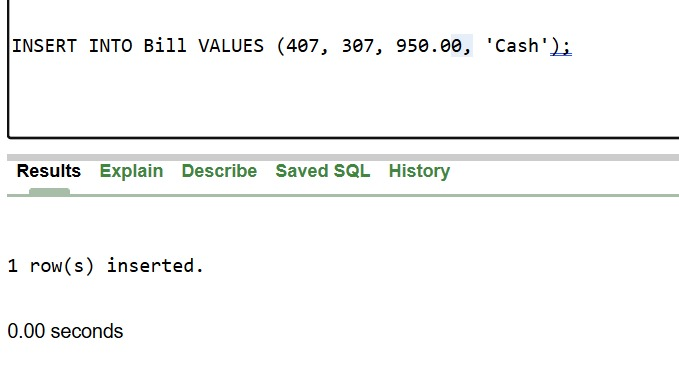 INSERT INTO Bill VALUES (407, 307, 950.00, 'Cash');
Results Explain Describe Saved SQL History
1 row(s) inserted.
0.00 seconds